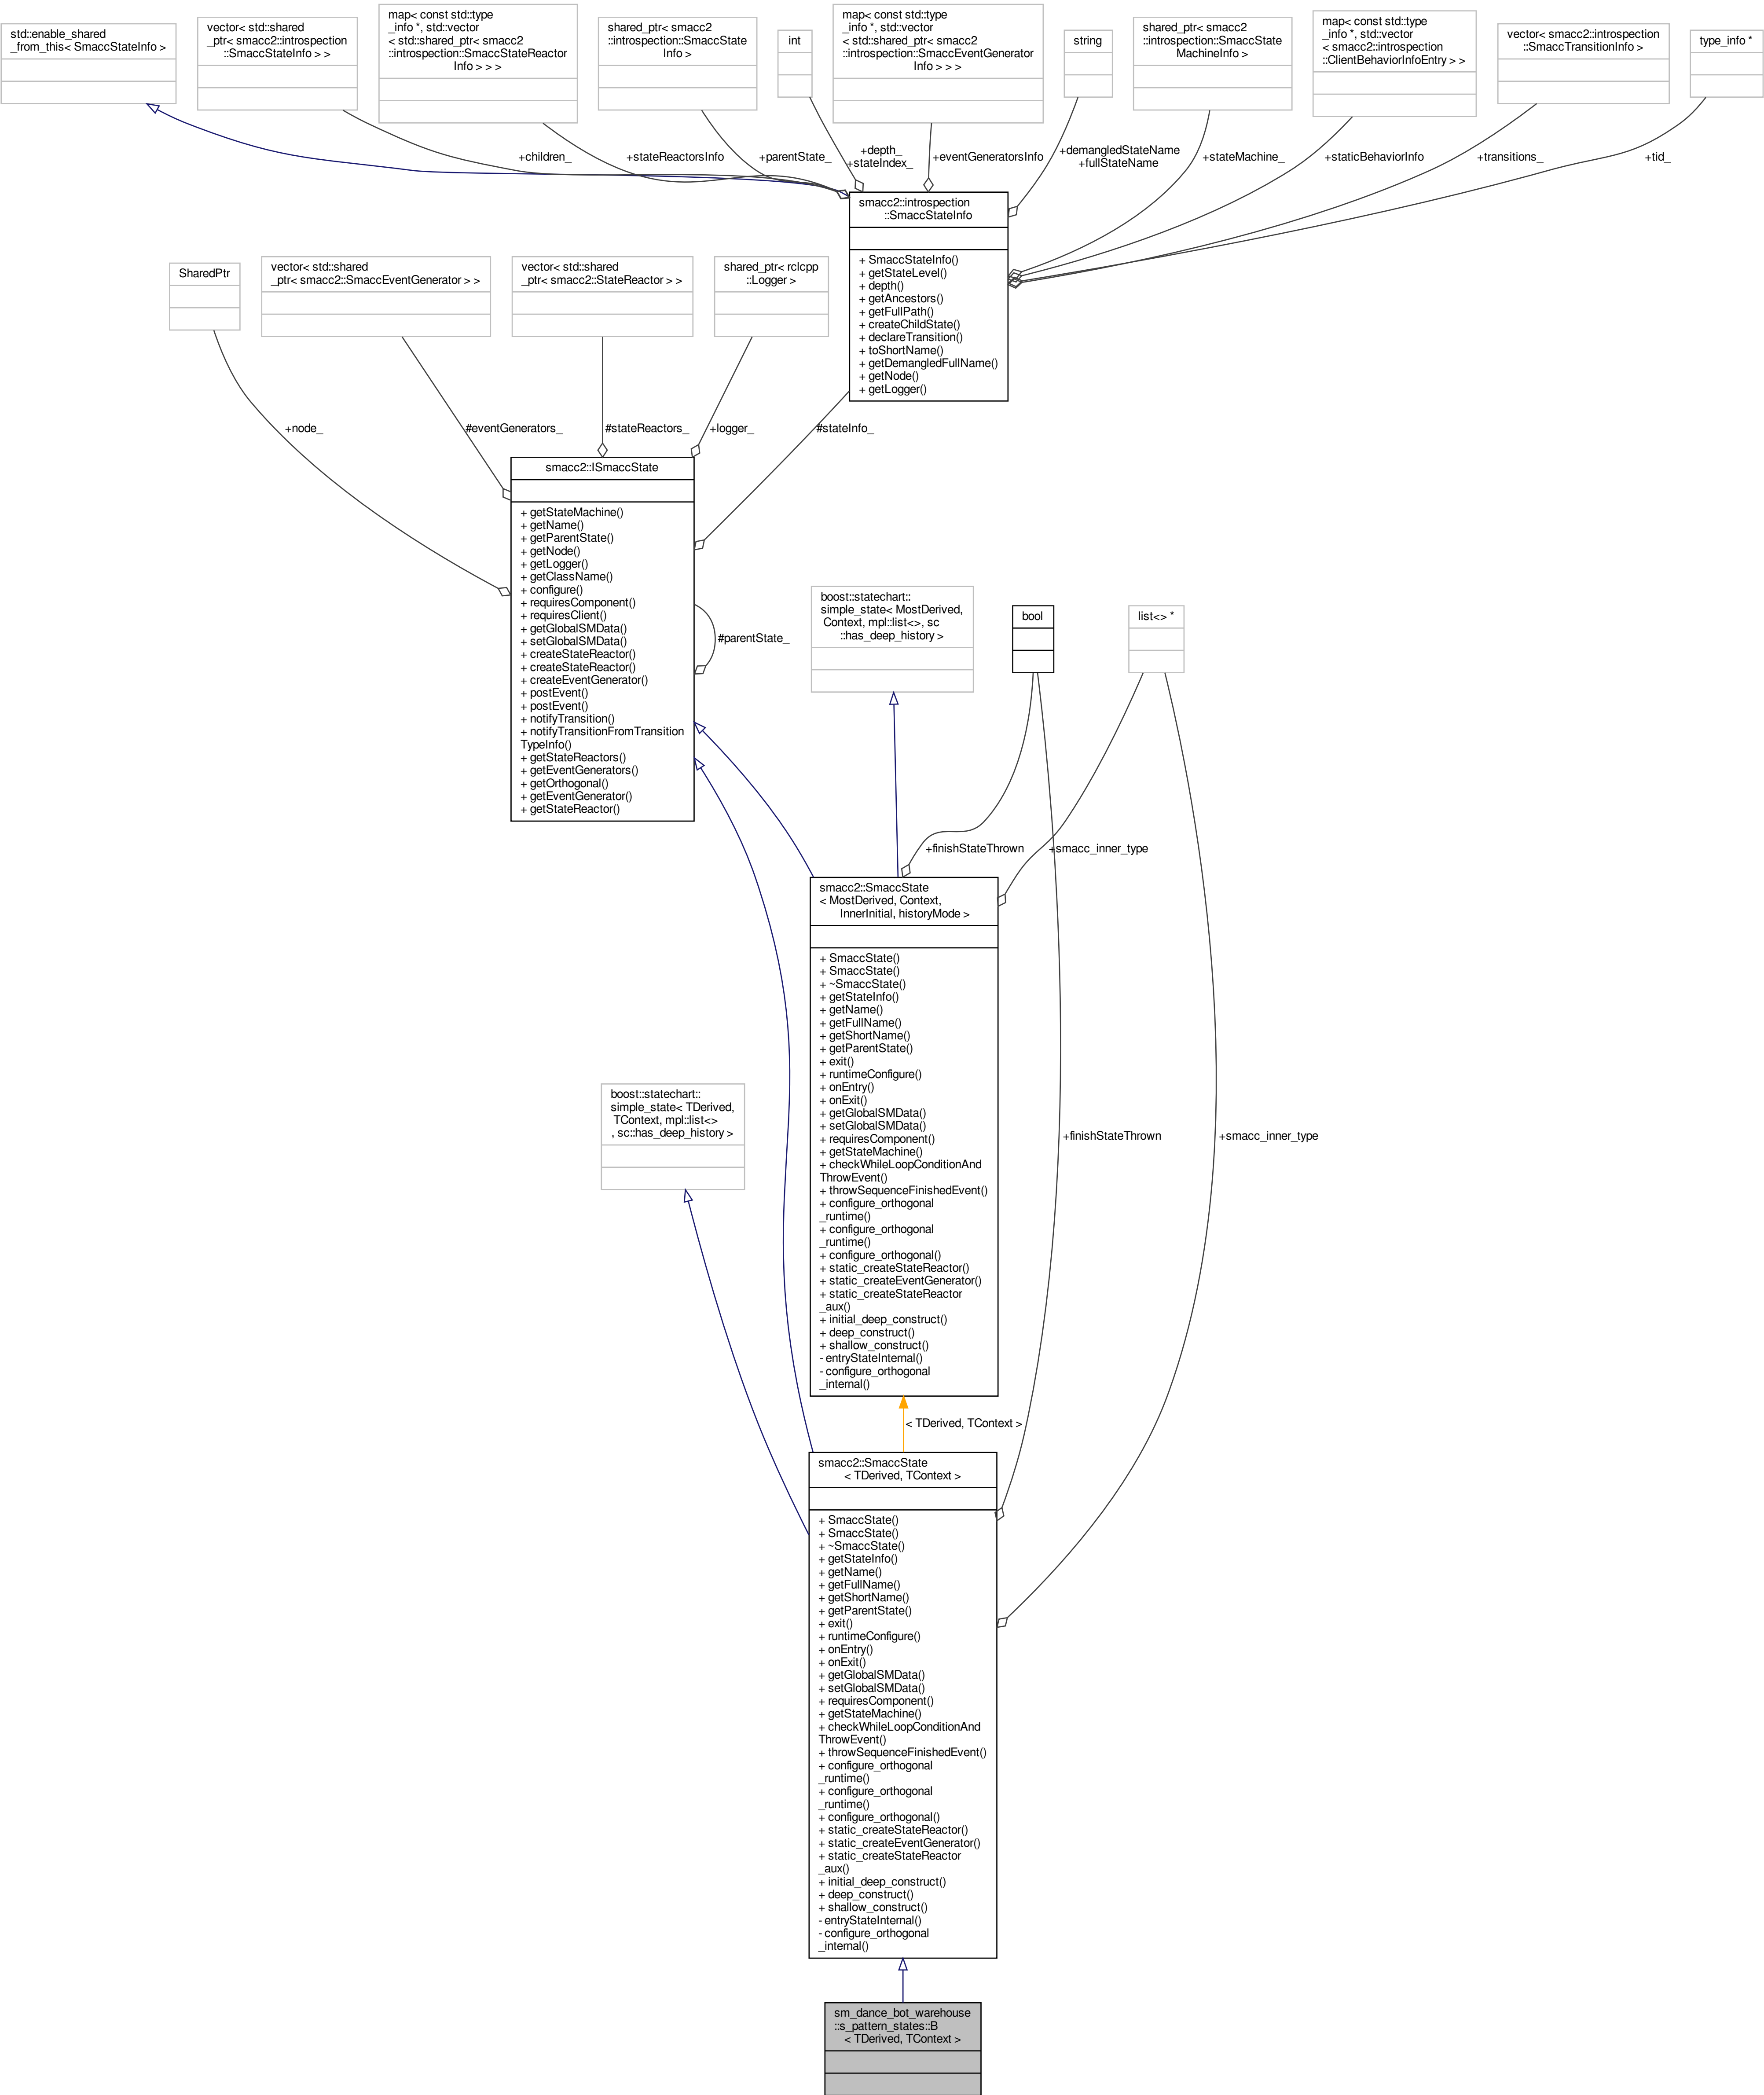 std::enable_shared
_from_this< SmaccStateInfo >
vector< std::shared
_ptr< smacc2::introspection
::SmaccStateInfo > >
map< const std::type
_info *, std::vector
< std::shared_ptr< smacc2
::introspection::SmaccStateReactor
Info > > >
shared_ptr< smacc2
::introspection::SmaccState
Info >
int
map< const std::type
_info *, std::vector
< std::shared_ptr< smacc2
::introspection::SmaccEventGenerator
Info > > >
string
shared_ptr< smacc2
::introspection::SmaccState
MachineInfo >
map< const std::type
_info *, std::vector
< smacc2::introspection
::ClientBehaviorInfoEntry > >
vector< smacc2::introspection
::SmaccTransitionInfo >
type_info *
+children_
+stateReactorsInfo
+parentState_
+depth_
+stateIndex_
+eventGeneratorsInfo
+demangledStateName
+fullStateName
+stateMachine_
+staticBehaviorInfo
+transitions_
+tid_
smacc2::introspection
::SmaccStateInfo
+ SmaccStateInfo()
+ getStateLevel()
+ depth()
+ getAncestors()
+ getFullPath()
+ createChildState()
+ declareTransition()
+ toShortName()
+ getDemangledFullName()
+ getNode()
+ getLogger()
SharedPtr
vector< std::shared
_ptr< smacc2::SmaccEventGenerator > >
vector< std::shared
_ptr< smacc2::StateReactor > >
shared_ptr< rclcpp
::Logger >
+node_
#eventGenerators_
#stateReactors_
+logger_
#stateInfo_
smacc2::ISmaccState
+ getStateMachine()
+ getName()
+ getParentState()
+ getNode()
+ getLogger()
+ getClassName()
+ configure()
+ requiresComponent()
+ requiresClient()
+ getGlobalSMData()
+ setGlobalSMData()
+ createStateReactor()
+ createStateReactor()
+ createEventGenerator()
+ postEvent()
+ postEvent()
+ notifyTransition()
+ notifyTransitionFromTransition
TypeInfo()
+ getStateReactors()
+ getEventGenerators()
+ getOrthogonal()
+ getEventGenerator()
+ getStateReactor()
#parentState_
boost::statechart::
simple_state< MostDerived,
Context, mpl::list<>, sc
::has_deep_history >
bool
list<> *
+finishStateThrown
+smacc_inner_type
smacc2::SmaccState
< MostDerived, Context,
InnerInitial, historyMode >
+ SmaccState()
+ SmaccState()
+ ~SmaccState()
+ getStateInfo()
+ getName()
+ getFullName()
+ getShortName()
+ getParentState()
+ exit()
+ runtimeConfigure()
+ onEntry()
+ onExit()
+ getGlobalSMData()
+ setGlobalSMData()
+ requiresComponent()
+ getStateMachine()
+ checkWhileLoopConditionAnd
ThrowEvent()
+ throwSequenceFinishedEvent()
+ configure_orthogonal
_runtime()
+ configure_orthogonal
_runtime()
+ configure_orthogonal()
+ static_createStateReactor()
+ static_createEventGenerator()
+ static_createStateReactor
_aux()
+ initial_deep_construct()
+ deep_construct()
+ shallow_construct()
- entryStateInternal()
- configure_orthogonal
_internal()
boost::statechart::
simple_state< TDerived,
TContext, mpl::list<>
, sc::has_deep_history >
+finishStateThrown
+smacc_inner_type
< TDerived, TContext >
smacc2::SmaccState
< TDerived, TContext >
+ SmaccState()
+ SmaccState()
+ ~SmaccState()
+ getStateInfo()
+ getName()
+ getFullName()
+ getShortName()
+ getParentState()
+ exit()
+ runtimeConfigure()
+ onEntry()
+ onExit()
+ getGlobalSMData()
+ setGlobalSMData()
+ requiresComponent()
+ getStateMachine()
+ checkWhileLoopConditionAnd
ThrowEvent()
+ throwSequenceFinishedEvent()
+ configure_orthogonal
_runtime()
+ configure_orthogonal
_runtime()
+ configure_orthogonal()
+ static_createStateReactor()
+ static_createEventGenerator()
+ static_createStateReactor
_aux()
+ initial_deep_construct()
+ deep_construct()
+ shallow_construct()
- entryStateInternal()
- configure_orthogonal
_internal()
sm_dance_bot_warehouse
::s_pattern_states::B
< TDerived, TContext >